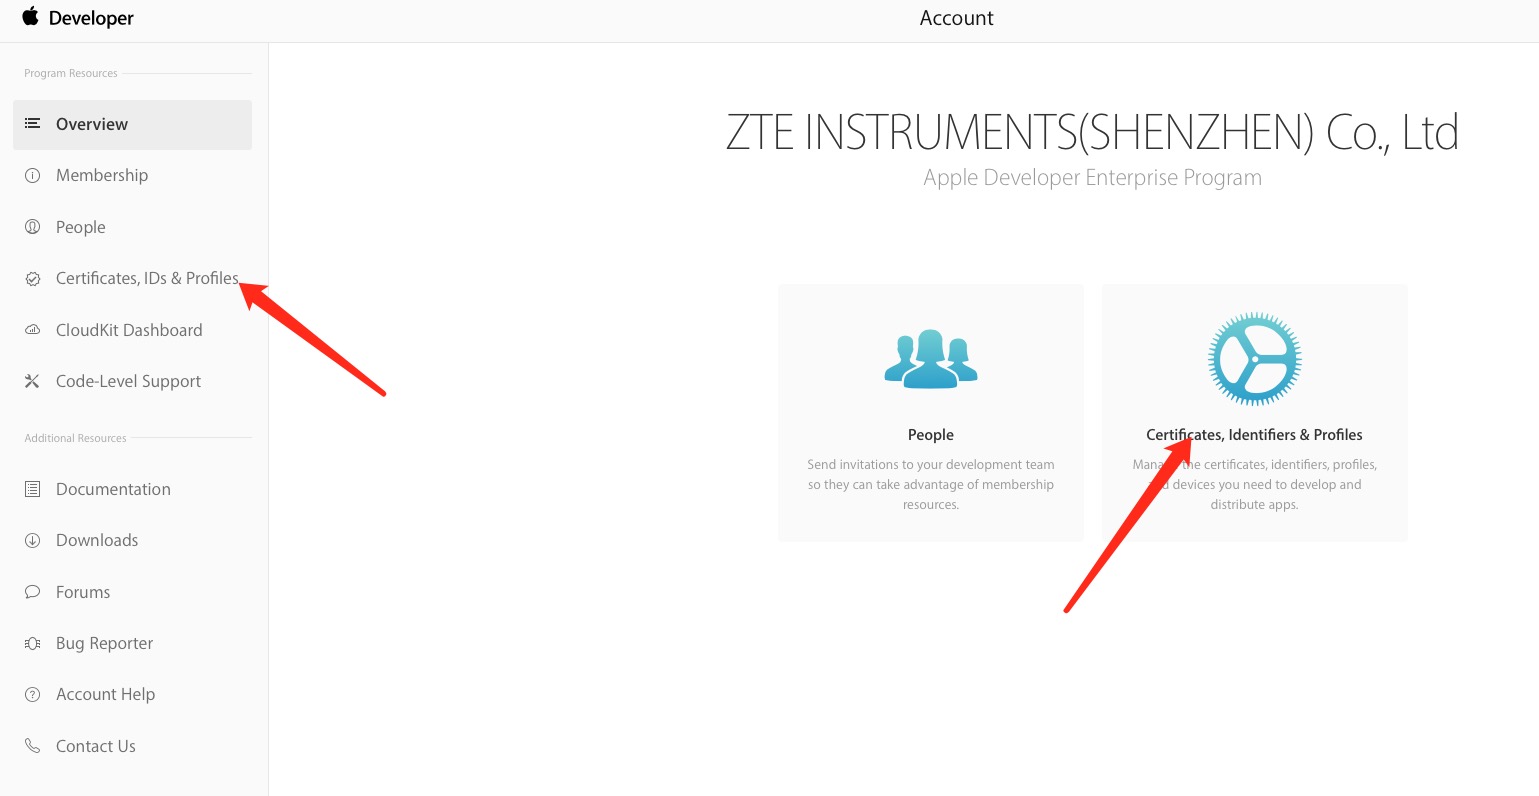 Developer
Account
Program Resources
Overview
Membership
People
Certificates, IDs & Profiles
CloudKit Dashboard
Code-Level Support
Additional Resources
Documentation
Downloads
Forums
Bug Reporter
Account Help
Contact Us
ZTE INSTRUMENTS(SHENZHEN) Co., Ltd
Apple Developer Enterprise Program
People
Send invitations to your development team
so they can take advantage of membership
resources.
Certificates, Identifiers & Profiles
the certificates, identifiers, profiles,
devices you need to develop and
distribute apps.